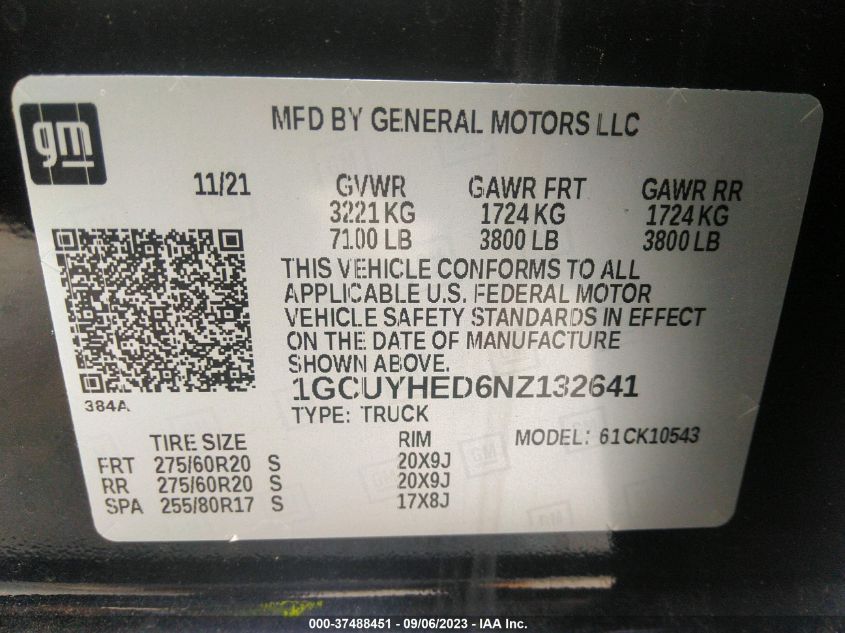 gm
MFD BY GENERAL MOTORS LLC
11/21 GVWR GAWR FRT GAWR RR
3221 KG 1724 KG 1724 KG
7100 LB 3800 LB 3800 LB
THIS VEHICLE CONFORMS TO ALL
APPLICABLE U.S. FEDERAL MOTOR
VEHICLE SAFETY STANDARDS IN EFFECT
ON THE DATE OF MANUFACTURE
SHOWN ABOVE.
1GCUYHED6NZ132641
384A
TYPE: TRUCK
TIRE SIZE RIM MODEL: 61CK10543
FRT 275/60R20 S 20X9J
RR 275/60R20 S 20X9J
SPA 255/80R17 S 17X8J
000-37488451 - 09/06/2023 - IAA Inc.